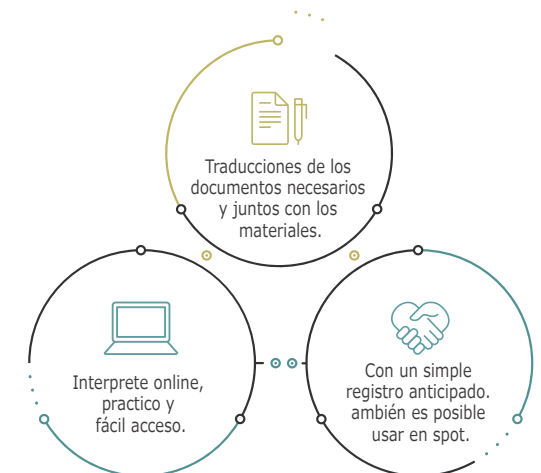 Traducciones de los
documentos necesarios
y juntos con los
materiales.
Interprete online,
practico y
fácil acceso.
Con un simple
registro anticipado.
ambién es posible
usar en spot.